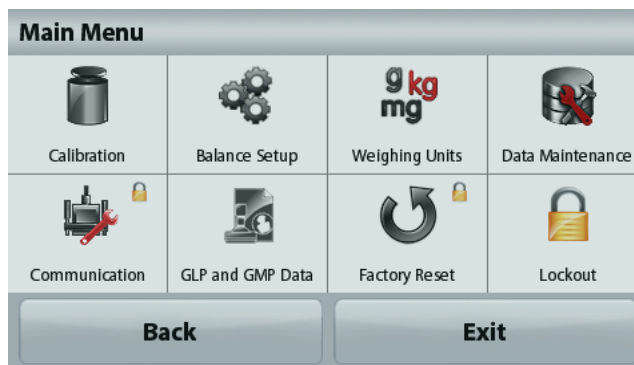 Main Menu
g kg
mg
Calibration
Balance Setup
Weighing Units
Data Maintenance
Communication
GLP and GMP Data
Factory Reset
Lockout
Back
Exit